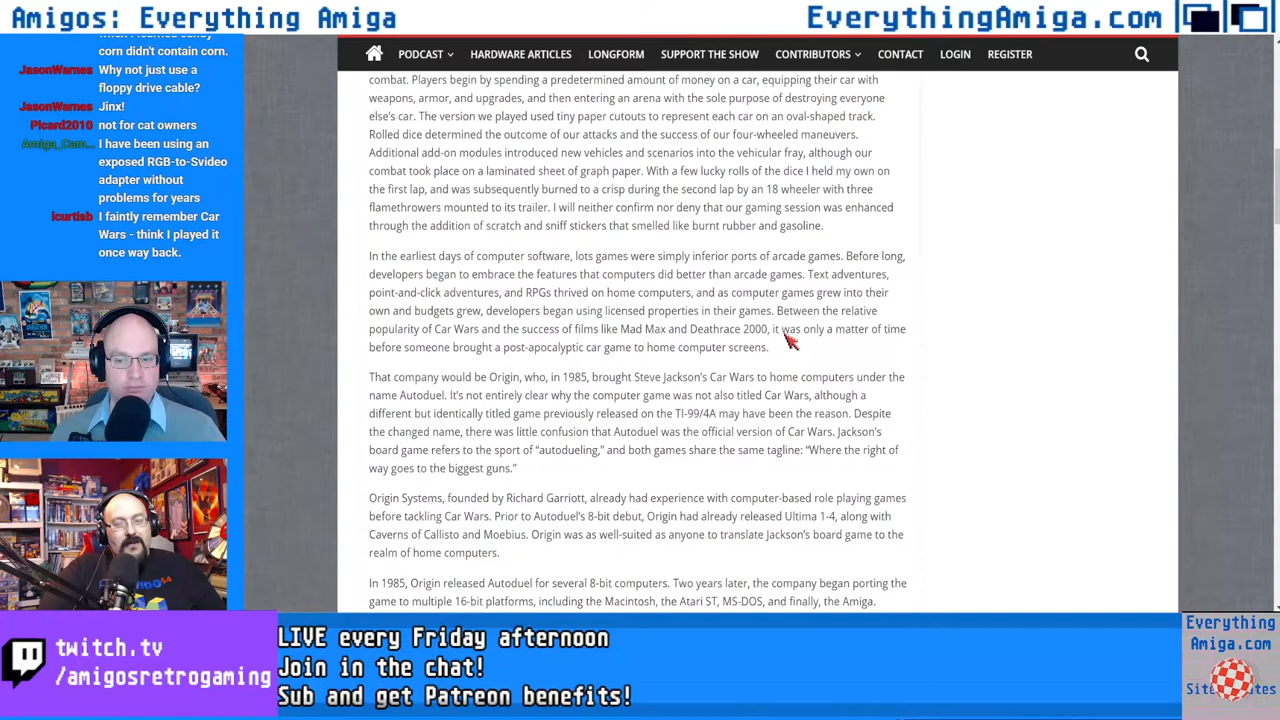 Amigos: Everything Amiga
EverythingAmiga.com
corn didn't contain corn.
JasonWarnes Why not just use a
floppy drive cable?
JasonWarnes Jinx!
Picard2010 not for cat owners
Amiga_Cam... I have been using an
exposed RGB-to-Svideo
adapter without
problems for years
lcurtisb I faintly remember Car
Wars - think I played it
once way back.
PODCAST
HARDWARE ARTICLES
LONGFORM
SUPPORT THE SHOW
CONTRIBUTORS
CONTACT
LOGIN
REGISTER
combat. Players begin by spending a predetermined amount of money on a car, equipping their car with
weapons, armor, and upgrades, and then entering an arena with the sole purpose of destroying everyone
else's car. The version we played used tiny paper cutouts to represent each car on an oval-shaped track.
Rolled dice determined the outcome of our attacks and the success of our four-wheeled maneuvers.
Additional add-on modules introduced new vehicles and scenarios into the vehicular fray, although our
combat took place on a laminated sheet of graph paper. With a few lucky rolls of the dice I held my own on
the first lap, and was subsequently burned to a crisp during the second lap by an 18 wheeler with three
flamethrowers mounted to its trailer. I will neither confirm nor deny that our gaming session was enhanced
through the addition of scratch and sniff stickers that smelled like burnt rubber and gasoline.
In the earliest days of computer software, lots games were simply inferior ports of arcade games. Before long,
developers began to embrace the features that computers did better than arcade games. Text adventures,
point-and-click adventures, and RPGs thrived on home computers, and as computer games grew into their
own and budgets grew, developers began using licensed properties in their games. Between the relative
popularity of Car Wars and the success of films like Mad Max and Deathrace 2000, it was only a matter of time
before someone brought a post-apocalyptic car game to home computer screens.
That company would be Origin, who, in 1985, brought Steve Jackson's Car Wars to home computers under the
name Autoduel. It's not entirely clear why the computer game was not also titled Car Wars, although a
different but identically titled game previously released on the TI-99/4A may have been the reason. Despite
the changed name, there was little confusion that Autoduel was the official version of Car Wars. Jackson's
board game refers to the sport of "autodueling," and both games share the same tagline: "Where the right of
way goes to the biggest guns."
Origin Systems, founded by Richard Garriott, already had experience with computer-based role playing games
before tackling Car Wars. Prior to Autoduel's 8-bit debut, Origin had already released Ultima 1-4, along with
Caverns of Callisto and Moebius. Origin was as well-suited as anyone to translate Jackson's board game to the
realm of home computers.
In 1985, Origin released Autoduel for several 8-bit computers. Two years later, the company began porting the
game to multiple 16-bit platforms, including the Macintosh, the Atari ST, MS-DOS, and finally, the Amiga.
twitch.tv
/amigosretrogaming
LIVE every Friday afternoon
Join in the chat!
Sub and get Patreon benefits!
Everything
Amiga.com